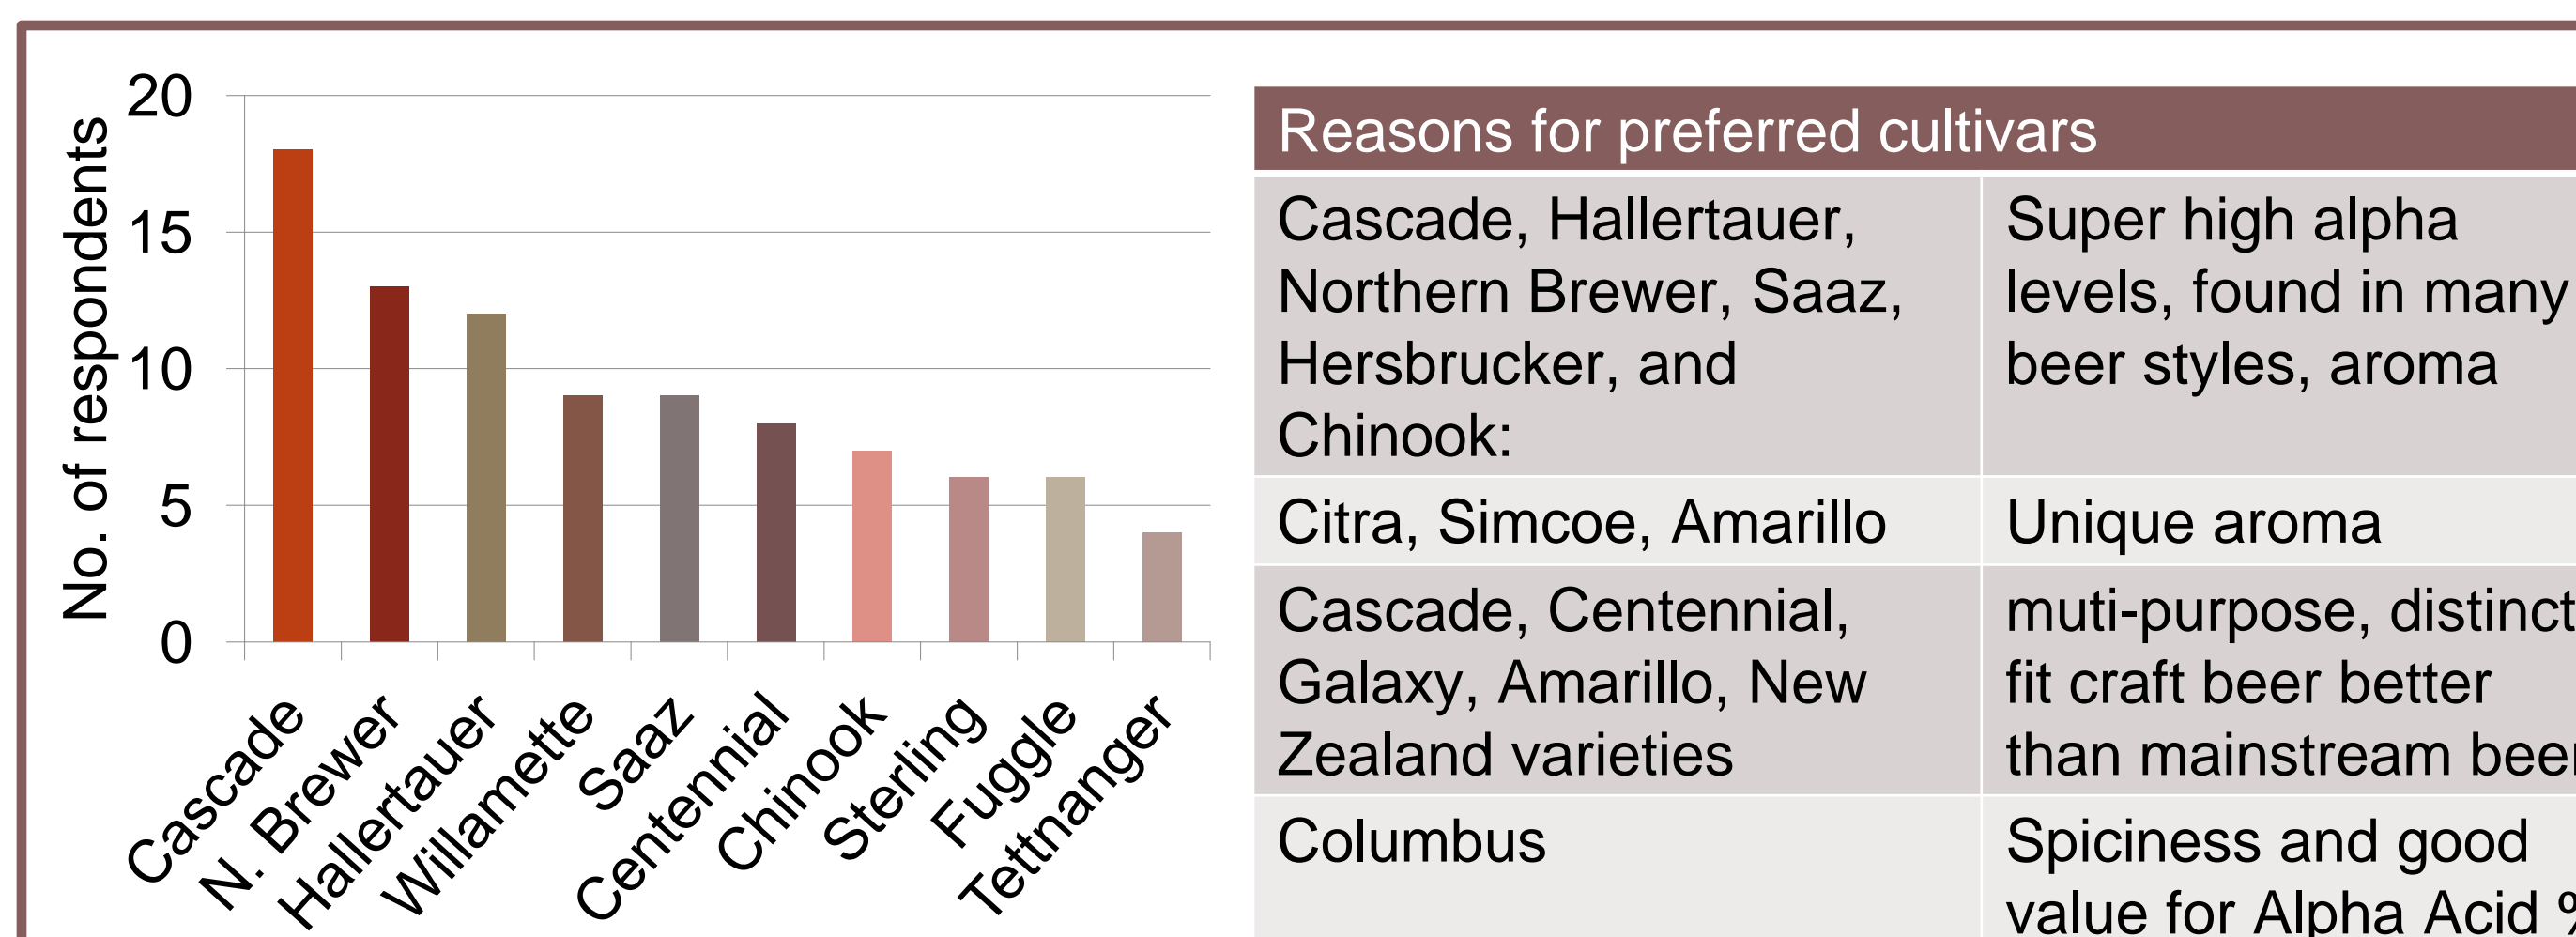 No. of respondents
20
15
10
5
0
Cascade
N. Brewer
Hallertauer
Willamette
Saaz
Centennial
Chinook
Sterling
Fuggle
Tettnanger
Reasons for preferred cultivars
Cascade, Hallertauer,
Northern Brewer, Saaz,
Hersbrucker, and
Chinook:
Super high alpha
levels, found in many
beer styles, aroma
Citra, Simcoe, Amarillo
Unique aroma
Cascade, Centennial,
Galaxy, Amarillo, New
Zealand varieties
muti-purpose, distinct
fit craft beer better
than mainstream beer
Columbus
Spiciness and good
value for Alpha Acid %